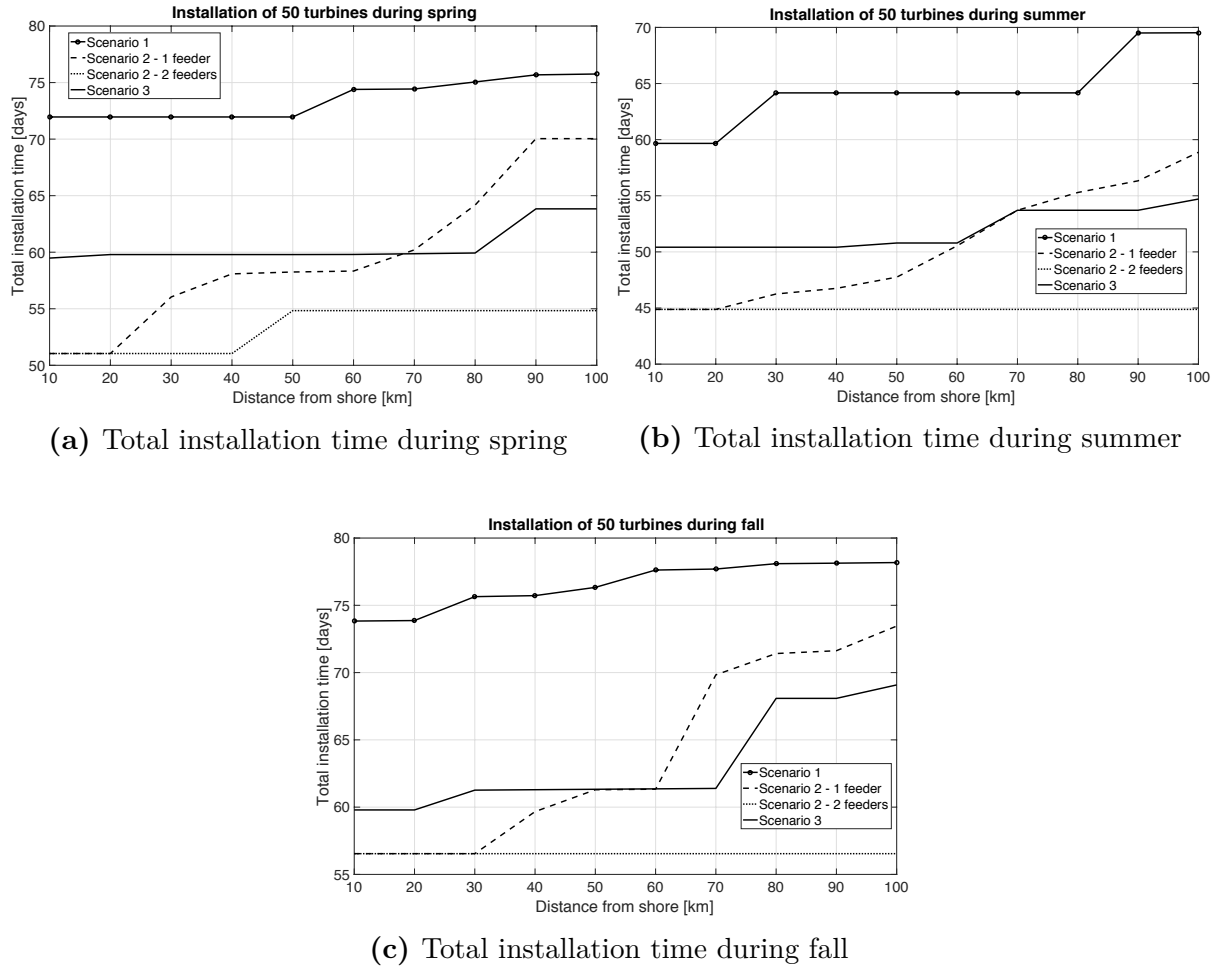 Installation of 50 turbines during spring
80
75
70
65
60
55
50
Total installation time [days]
Scenario 1
Scenario 2 - 1 feeder
Scenario 2 - 2 feeders
Scenario 3
10 20 30 40 50 60 70 80 90 100
Distance from shore [km]
(a) Total installation time during spring
Installation of 50 turbines during summer
70
65
60
55
50
45
40
Total installation time [days]
Scenario 1
Scenario 2 - 1 feeder
Scenario 2 - 2 feeders
Scenario 3
10 20 30 40 50 60 70 80 90 100
Distance from shore [km]
(b) Total installation time during summer
Installation of 50 turbines during fall
80
75
70
65
60
55
Total installation time [days]
Scenario 1
Scenario 2 - 1 feeder
Scenario 2 - 2 feeders
Scenario 3
10 20 30 40 50 60 70 80 90 100
Distance from shore [km]
(c) Total installation time during fall